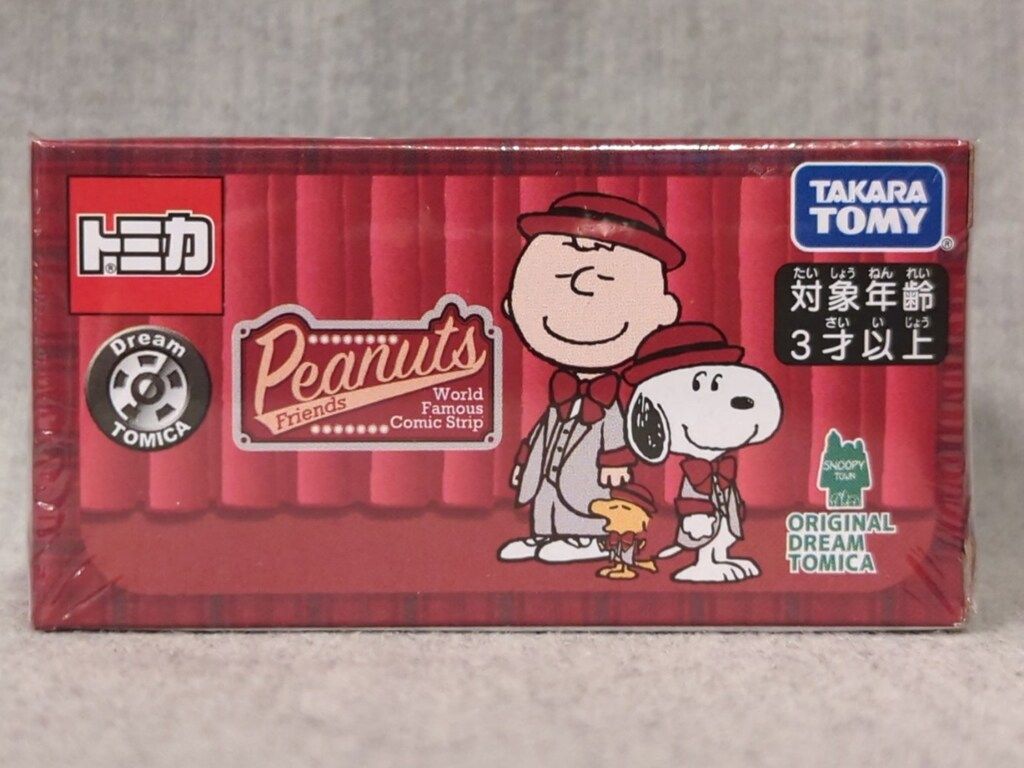 トミカ
®
Dream
TOMICA
Peanuts
Friends
World
Famous
Comic Strip
TAKARA
TOMY
®
たいしょうねんれい
対象年齢
さい い じょう
3才以上
SNOOPY
TOWN
ORIGINAL
DREAM
TOMICA